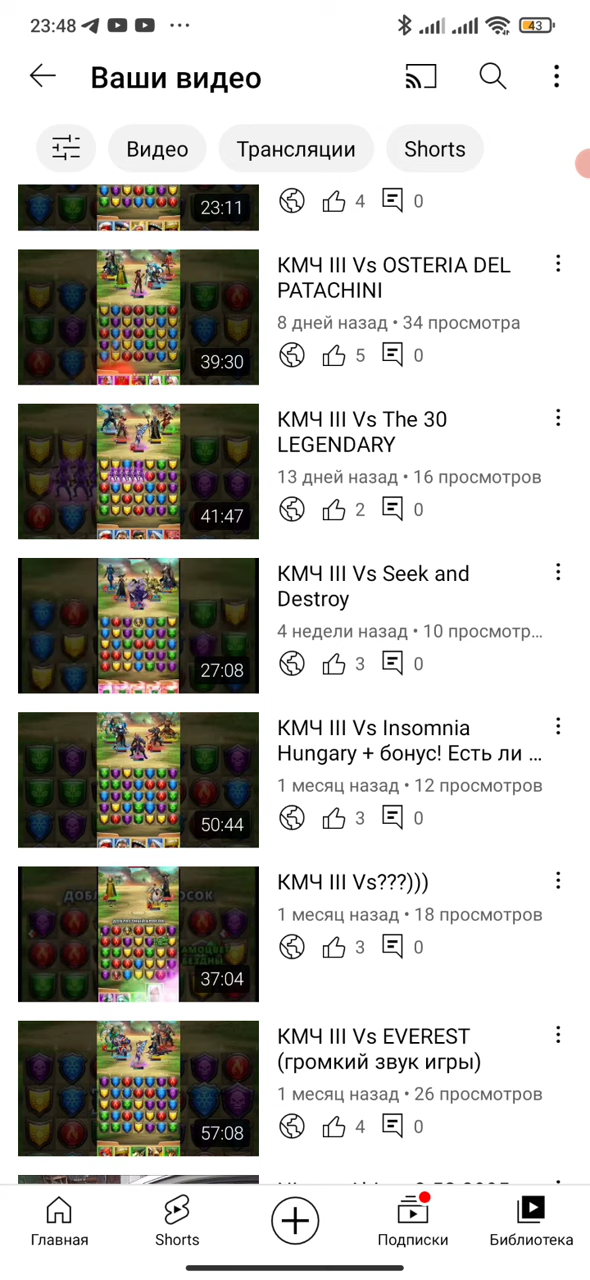 23:48
43
Ваши видео
Видео
Трансляции
Shorts
23:11
4
0
КМЧ III Vs OSTERIA DEL
PATACHINI
8 дней назад • 34 просмотра
39:30
5
0
КМЧ III Vs The 30
LEGENDARY
13 дней назад • 16 просмотров
41:47
2
0
КМЧ III Vs Seek and
Destroy
4 недели назад • 10 просмотр...
27:08
3
0
КМЧ III Vs Insomnia
Hungary + бонус! Есть ли ...
1 месяц назад • 12 просмотров
50:44
3
0
КМЧ III Vs???)))
1 месяц назад • 18 просмотров
37:04
3
0
КМЧ III Vs EVEREST
(громкий звук игры)
1 месяц назад • 26 просмотров
57:08
4
0
Главная
Shorts
Подписки
Библиотека